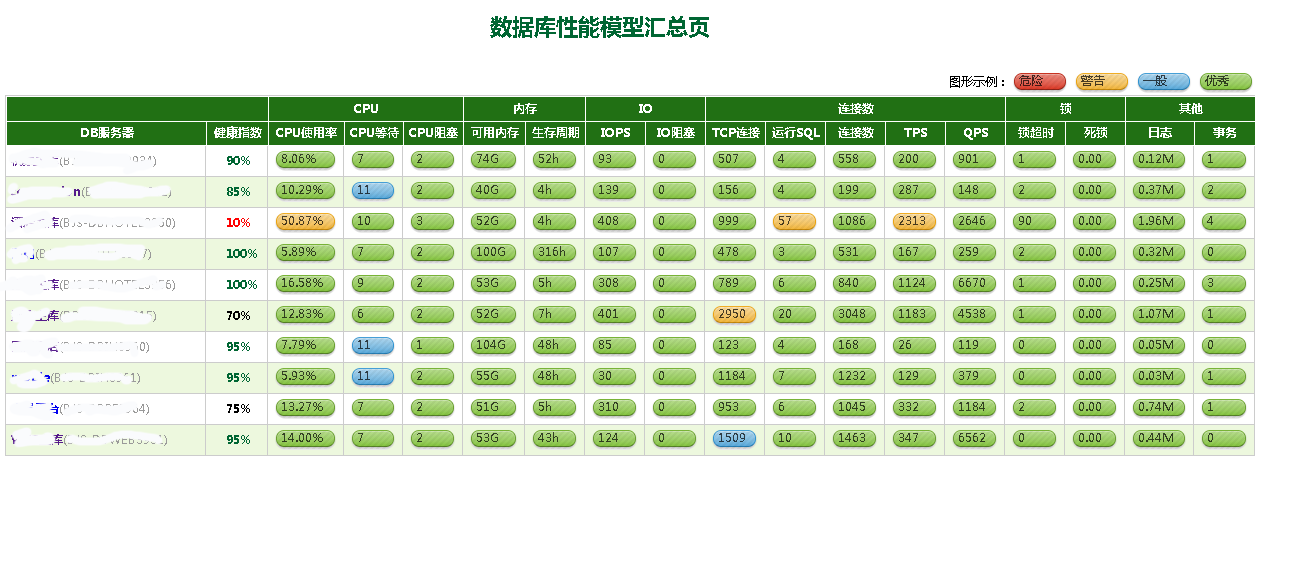 数据库性能模型汇总页
图形示例： 危险 警告 一般 优秀
CPU 内存 IO 连接数 锁 其他
DB服务器 健康指数 CPU使用率 CPU等待 CPU阻塞 可用内存 生存周期 IOPS IO阻塞 TCP连接 运行SQL 连接数 TPS QPS 锁超时 死锁 日志 事务
90% 8.06% 7 2 74G 52h 93 0 507 4 558 200 901 1 0.00 0.12M 1
85% 10.29% 11 2 40G 4h 139 0 156 4 199 287 148 2 0.00 0.37M 2
库 10% 50.87% 10 3 52G 4h 408 0 999 57 1086 2313 2646 90 0.00 1.96M 4
100% 5.89% 7 2 100G 316h 107 0 478 3 531 167 259 2 0.00 0.32M 0
库 100% 16.58% 9 2 53G 5h 308 0 789 6 840 1124 6670 1 0.00 0.25M 3
库 70% 12.83% 6 2 52G 7h 401 0 2950 20 3048 1183 4538 1 0.00 1.07M 1
95% 7.79% 11 1 104G 48h 85 0 123 4 168 26 119 0 0.00 0.05M 0
95% 5.93% 11 2 55G 48h 30 0 1184 7 1232 129 379 0 0.00 0.03M 1
75% 13.27% 7 2 51G 5h 310 0 953 6 1045 332 1184 2 0.00 0.74M 1
库 95% 14.00% 7 2 53G 43h 124 0 1509 10 1463 347 6562 0 0.00 0.44M 0